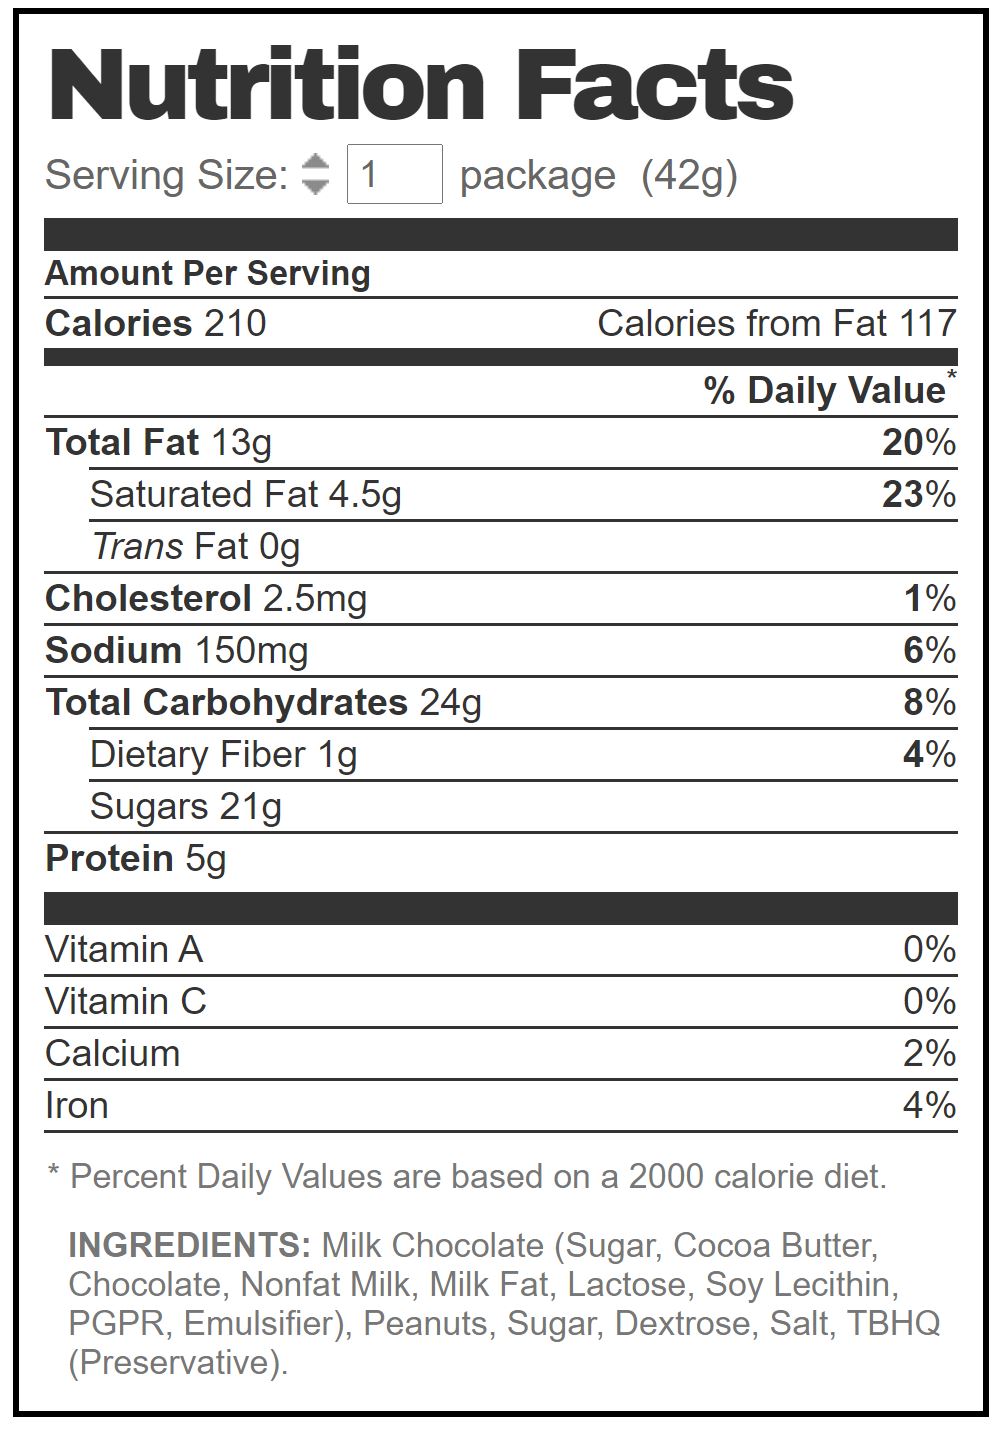 Nutrition Facts
Serving Size: 1 package (42g)
Amount Per Serving
Calories 210 Calories from Fat 117
% Daily Value*
Total Fat 13g 20%
Saturated Fat 4.5g 23%
Trans Fat 0g
Cholesterol 2.5mg 1%
Sodium 150mg 6%
Total Carbohydrates 24g 8%
Dietary Fiber 1g 4%
Sugars 21g
Protein 5g
Vitamin A 0%
Vitamin C 0%
Calcium 2%
Iron 4%
* Percent Daily Values are based on a 2000 calorie diet.
INGREDIENTS: Milk Chocolate (Sugar, Cocoa Butter,
Chocolate, Nonfat Milk, Milk Fat, Lactose, Soy Lecithin,
PGPR, Emulsifier), Peanuts, Sugar, Dextrose, Salt, TBHQ
(Preservative).